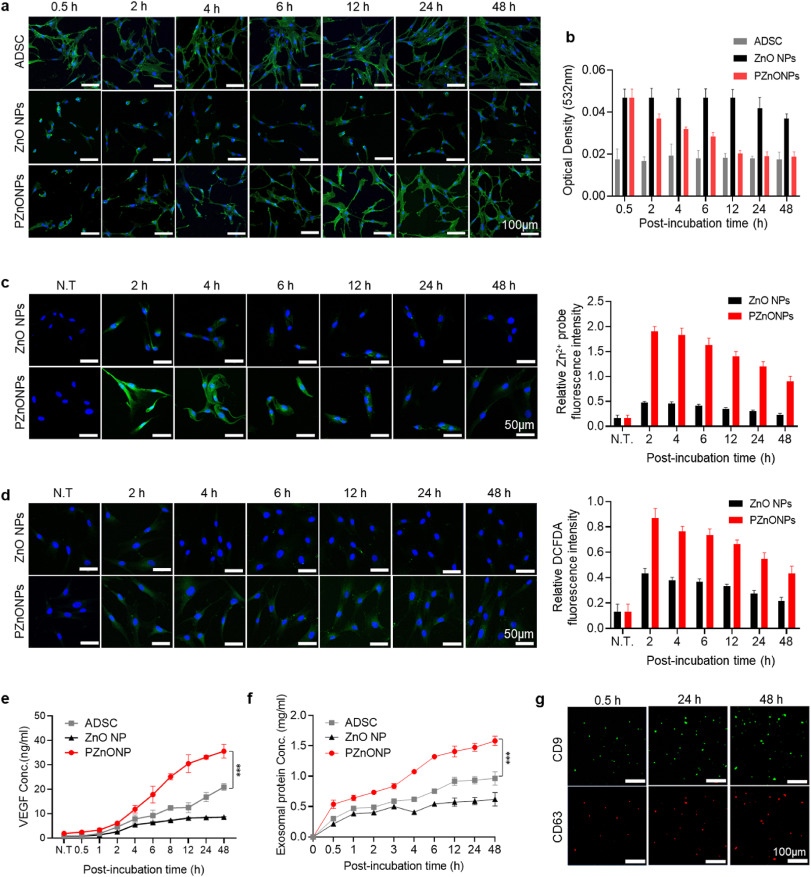 a
0.5 h 2 h 4 h 6 h 12 h 24 h 48 h
ADSC
ZnO NPs
PZnONPs
100μm
b
ADSC
ZnO NPs
PZnONPs
Optical Density (532nm)
0.06
0.04
0.02
0.00
0.5 2 4 6 12 24 48
Post-incubation time (h)
c
N.T 2 h 4 h 6 h 12 h 24 h 48 h
ZnO NPs
PZnONPs
50μm
ZnO NPs
PZnONPs
Relative Zn²⁺ probe
fluorescence intensity
2.5
2.0
1.5
1.0
0.5
0.0
N.T. 2 4 6 12 24 48
Post-incubation time (h)
d
N.T 2 h 4 h 6 h 12 h 24 h 48 h
ZnO NPs
PZnONPs
50μm
ZnO NPs
PZnONPs
Relative DCFDA
fluorescence intensity
1.0
0.8
0.6
0.4
0.2
0.0
N.T. 2 4 6 12 24 48
Post-incubation time (h)
e
ADSC
ZnO NP
PZnONP
VEGF Conc.(ng/ml)
50
40
30
20
10
0
***
N.T 0.5 1 2 4 6 8 12 24 48
Post-incubation time (h)
f
ADSC
ZnO NP
PZnONP
Exosomal protein Conc. (mg/ml)
2.0
1.5
1.0
0.5
0.0
***
0 0.5 1 2 3 4 6 12 24 48
Post-incubation time (h)
g
0.5 h 24 h 48 h
CD9
CD63
100μm